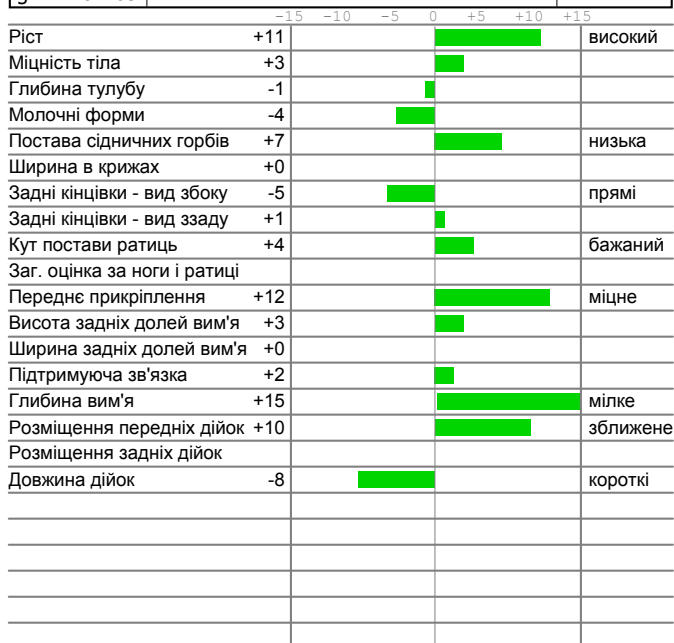 -15 -10 -5 0 +5 +10 +15
Ріст +11 високий
Міцність тіла +3
Глибина тулубу -1
Молочні форми -4
Постава сідничних горбів +7 низька
Ширина в крижах +0
Задні кінцівки - вид збоку -5 прямі
Задні кінцівки - вид ззаду +1
Кут постави ратиць +4 бажаний
Заг. оцінка за ноги і ратиці
Переднє прикріплення +12 міцне
Висота задніх долей вим'я +3
Ширина задніх долей вим'я +0
Підтримуюча зв'язка +2
Глибина вим'я +15 мілке
Розміщення передніх дійок +10 зближене
Розміщення задніх дійок
Довжина дійок -8 короткі